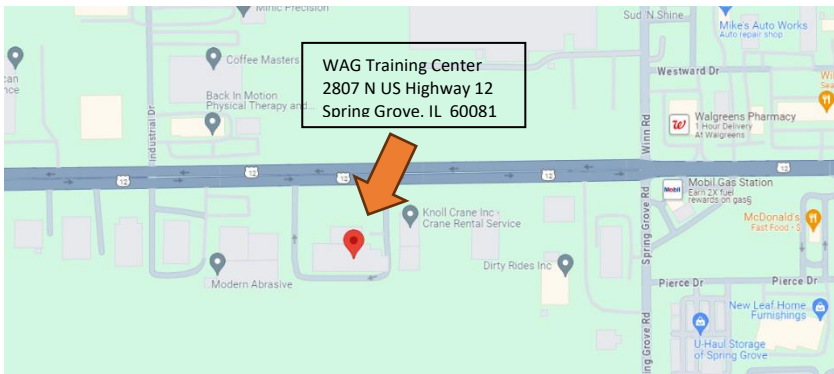 Minic Precision
Sud 'N Shine
Mike's Auto Works
Auto repair shop
Coffee Masters
WAG Training Center
2807 N US Highway 12
Spring Grove, IL 60081
Westward Dr
Back In Motion
Physical Therapy and...
Industrial Dr
Winn Rd
Walgreens Pharmacy
1 Hour Delivery
At Walgreens
12
12
12
12
12
Mobil
Mobil Gas Station
Earn 2X fuel
rewards on gas§
Knoll Crane Inc -
Crane Rental Service
Spring Grove Rd
McDonald's
Fast Food • $
Modern Abrasive
Dirty Rides Inc
Pierce Dr
Pierce Dr
New Leaf Home
Furnishings
U-Haul Storage
of Spring Grove
ng Grove Rd